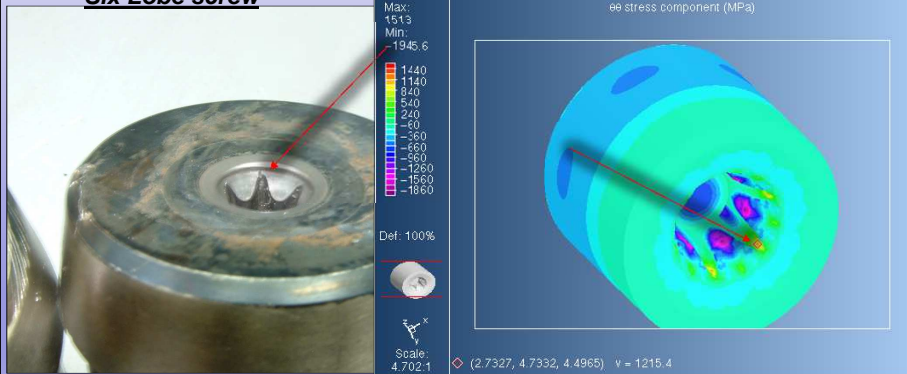 Six Lobe screw
Max:
1513
Min:
-1945.6
1440
1140
840
540
240
-60
-360
-660
-960
-1260
-1560
-1860
Def: 100%
z x
y
Scale:
4.702:1
θθ stress component (MPa)
(2.7327, 4.7332, 4.4965) v = 1215.4